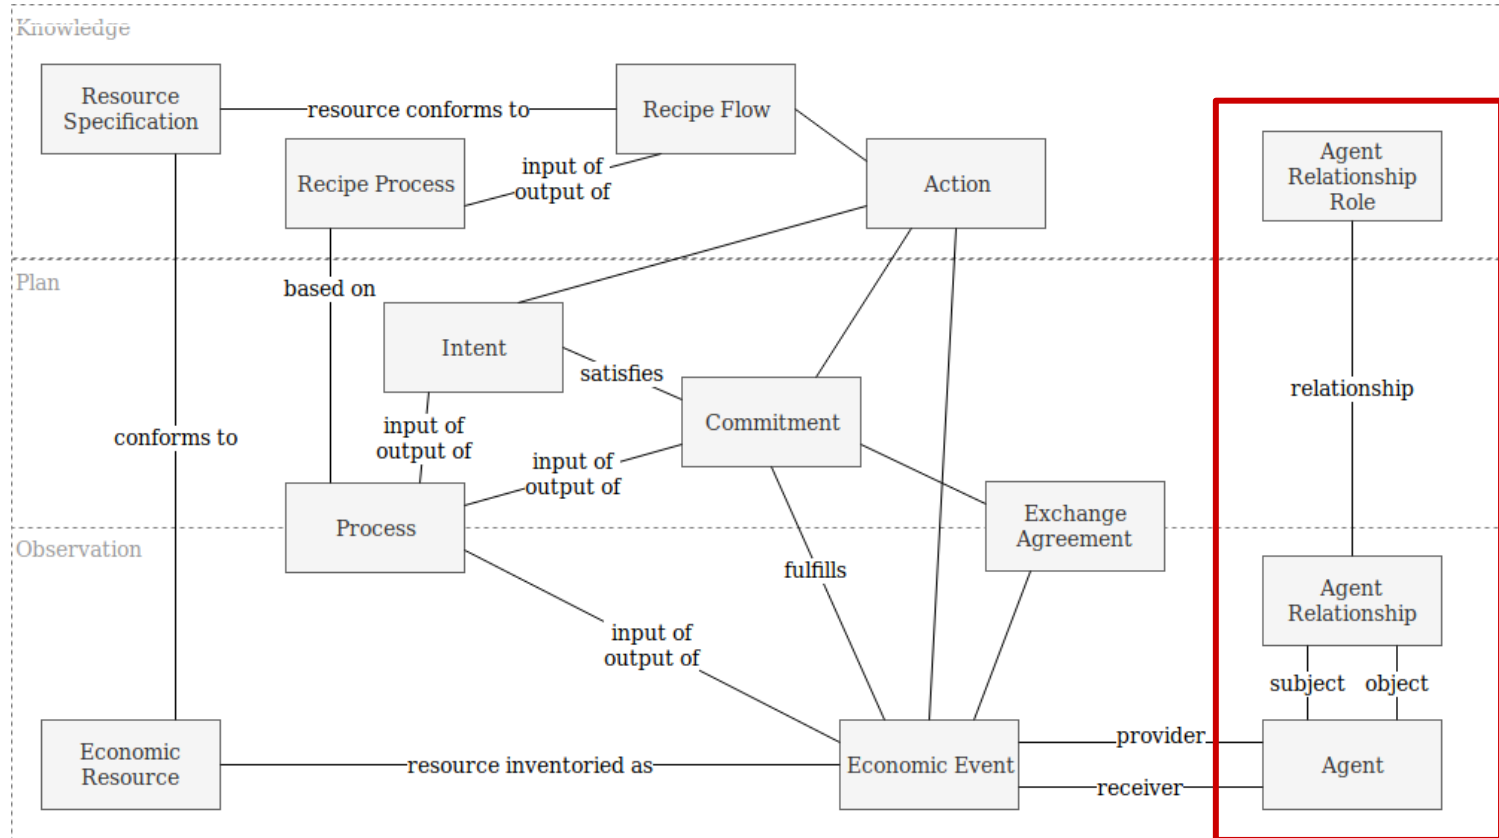 Knowledge
Resource
Specification
resource conforms to
Recipe Flow
Recipe Process
input of
output of
Action
Agent
Relationship
Role
Plan
based on
Intent
satisfies
Commitment
relationship
conforms to
input of
output of
input of
output of
Process
Exchange
Agreement
Observation
fulfills
Agent
Relationship
input of
output of
subject
object
Economic
Resource
resource inventoried as
Economic Event
provider
receiver
Agent